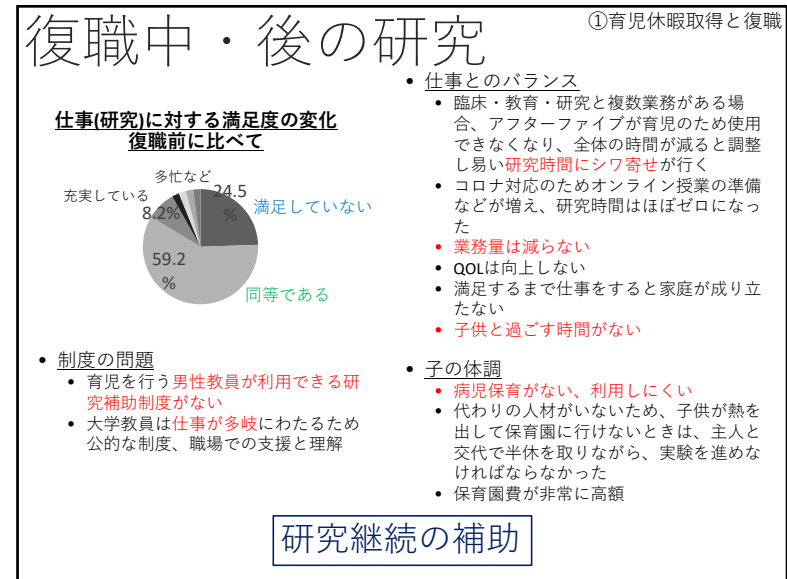 ①育児休暇取得と復職
復職中・後の研究
仕事(研究)に対する満足度の変化
復職前に比べて
多忙など
充実している
24.5
%
8.2%
満足していない
59.2
%
同等である
• 制度の問題
• 育児を行う男性教員が利用できる研
究補助制度がない
• 大学教員は仕事が多岐にわたるため
公的な制度、職場での支援と理解
• 仕事とのバランス
• 臨床・教育・研究と複数業務がある場
合、アフターファイブが育児のため使用
できなくなり、全体の時間が減ると調整
し易い研究時間にシワ寄せが行く
• コロナ対応のためオンライン授業の準備
などが増え、研究時間はほぼゼロになっ
た
• 業務量は減らない
• QOLは向上しない
• 満足するまで仕事をすると家庭が成り立
たない
• 子供と過ごす時間がない
• 子の体調
• 病児保育がない、利用しにくい
• 代わりの人材がいないため、子供が熱を
出して保育園に行けないときは、主人と
交代で半休を取りながら、実験を進めな
ければならなかった
• 保育園費が非常に高額
研究継続の補助